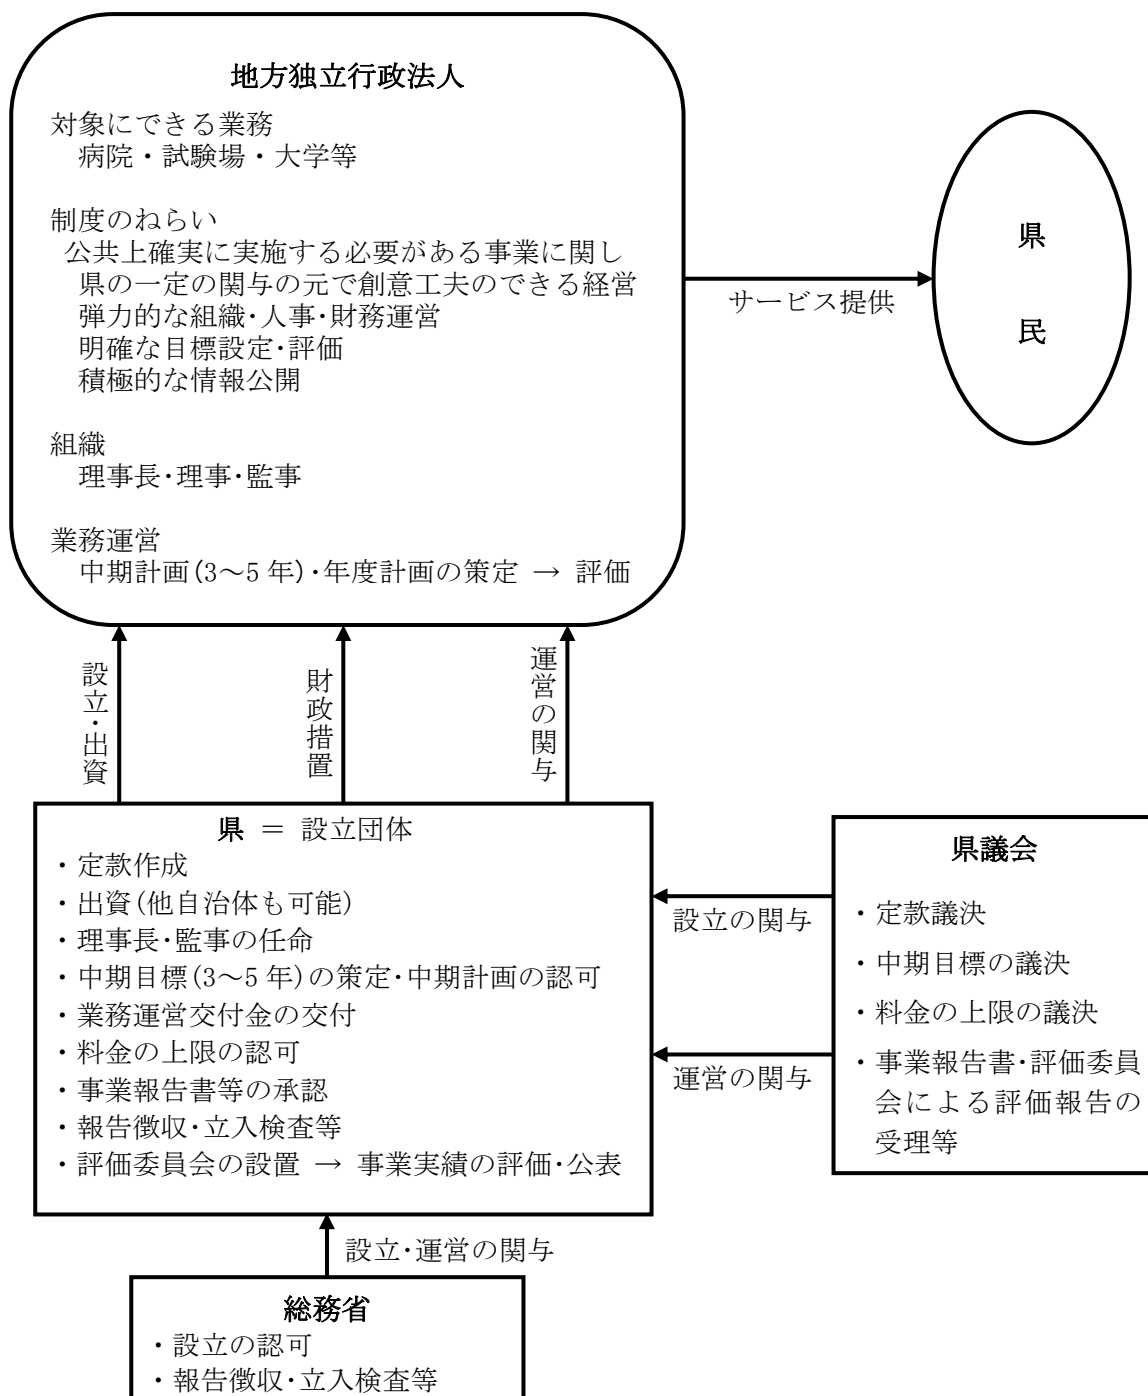 地方独立行政法人
対象にできる業務
病院・試験場・大学等
制度のねらい
公共上確実に実施する必要がある事業に関し
県の一定の関与の元で創意工夫のできる経営
弾力的な組織・人事・財務運営
明確な目標設定・評価
積極的な情報公開
組織
理事長・理事・監事
業務運営
中期計画(3～5年)・年度計画の策定 → 評価
サービス提供
県
民
設立・出資
財政措置
運営の関与
県 ＝ 設立団体
・定款作成
・出資(他自治体も可能)
・理事長・監事の任命
・中期目標(3～5年)の策定・中期計画の認可
・業務運営交付金の交付
・料金の上限の認可
・事業報告書等の承認
・報告徴収・立入検査等
・評価委員会の設置 → 事業実績の評価・公表
設立の関与
運営の関与
県議会
・定款議決
・中期目標の議決
・料金の上限の議決
・事業報告書・評価委員
会による評価報告の
受理等
設立・運営の関与
総務省
・設立の認可
・報告徴収・立入検査等